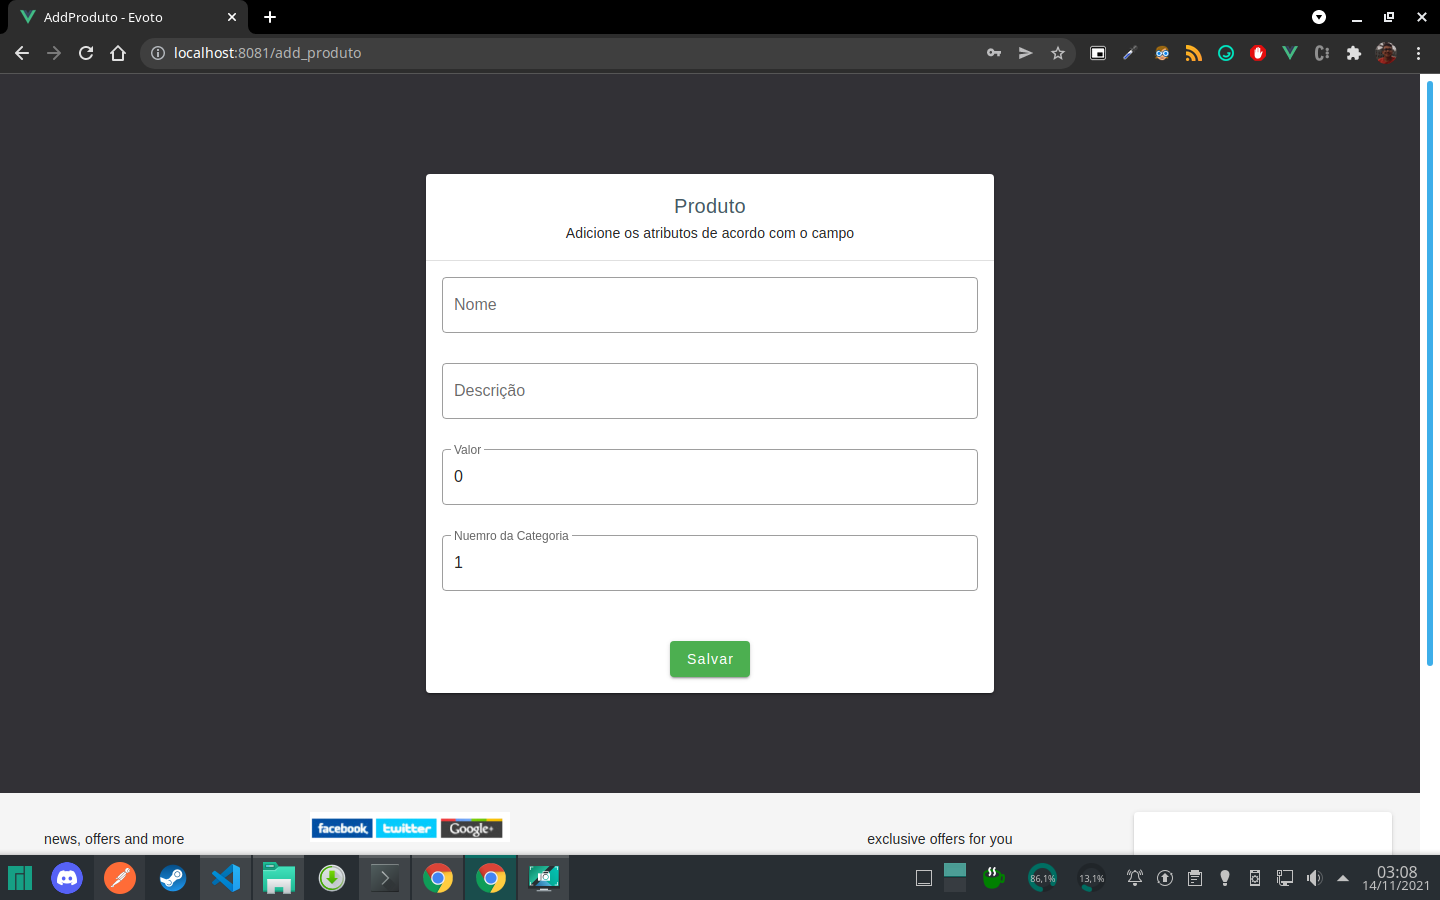 AddProduto - Evoto
localhost:8081/add_produto
Produto
Adicione os atributos de acordo com o campo
Nome
Descrição
Valor
0
Nuemro da Categoria
1
Salvar
news, offers and more
facebook twitter Google+
exclusive offers for you
86,1%
13,1%
03:08
14/11/2021